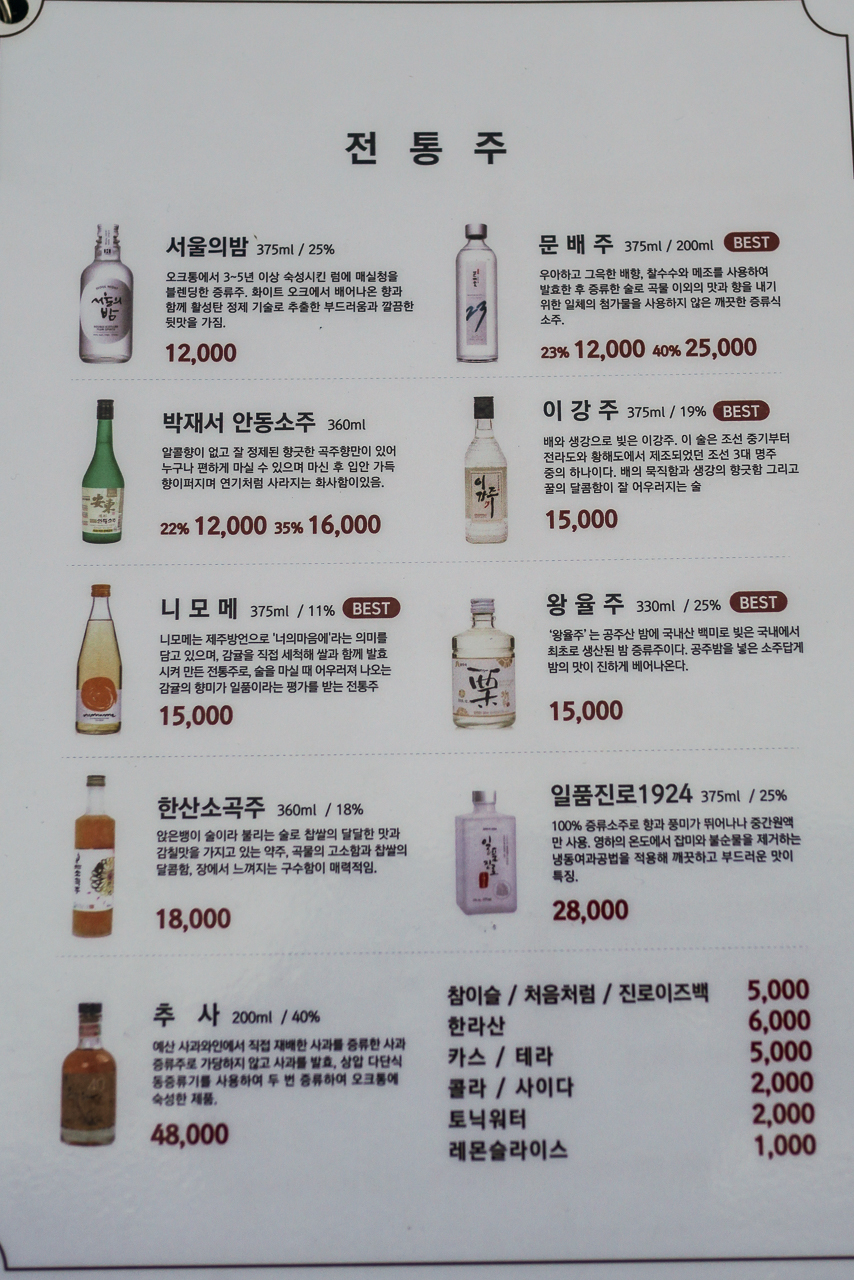 전 통 주
서울의밤 375ml / 25%
오크통에서 3~5년 이상 숙성시킨 럼에 매실청을
블렌딩한 증류주. 화이트 오크에서 배어나온 향과
함께 활성탄 정제 기술로 추출한 부드러움과 깔끔한
뒷맛을 가짐.
12,000
문 배 주 375ml / 200ml BEST
우아하고 그윽한 배향, 찰수수와 메조를 사용하여
발효한 후 증류한 술로 곡물 이외의 맛과 향을 내기
위한 일체의 첨가물을 사용하지 않은 깨끗한 증류식
소주.
23% 12,000 40% 25,000
박재서 안동소주 360ml
알콜향이 없고 잘 정제된 향긋한 곡주향만이 있어
누구나 편하게 마실 수 있으며 마신 후 입안 가득
향이퍼지며 연기처럼 사라지는 화사함이있음.
22% 12,000 35% 16,000
이 강 주 375ml / 19% BEST
배와 생강으로 빚은 이강주. 이 술은 조선 중기부터
전라도와 황해도에서 제조되었던 조선 3대 명주
중의 하나이다. 배의 묵직함과 생강의 향긋함 그리고
꿀의 달콤함이 잘 어우러지는 술
15,000
니 모 메 375ml / 11% BEST
니모메는 제주방언으로 '너의마음에'라는 의미를
담고 있으며, 감귤을 직접 세척해 쌀과 함께 발효
시켜 만든 전통주로, 술을 마실 때 어우러져 나오는
감귤의 향미가 일품이라는 평가를 받는 전통주
15,000
왕 율 주 330ml / 25% BEST
'왕율주' 는 공주산 밤에 국내산 백미로 빚은 국내에서
최초로 생산된 밤 증류주이다. 공주밤을 넣은 소주답게
밤의 맛이 진하게 베어나온다.
15,000
한산소곡주 360ml / 18%
앉은뱅이 술이라 불리는 술로 찹쌀의 달달한 맛과
감칠맛을 가지고 있는 약주, 곡물의 고소함과 찹쌀의
달콤함, 장에서 느껴지는 구수함이 매력적임.
18,000
일품진로1924 375ml / 25%
100% 증류소주로 향과 풍미가 뛰어나나 중간원액
만 사용. 영하의 온도에서 잡미와 불순물을 제거하는
냉동여과공법을 적용해 깨끗하고 부드러운 맛이
특징.
28,000
추 사 200ml / 40%
예산 사과와인에서 직접 재배한 사과를 증류한 사과
증류주로 가당하지 않고 사과를 발효, 상압 다단식
동증류기를 사용하여 두 번 증류하여 오크통에
숙성한 제품.
48,000
참이슬 / 처음처럼 / 진로이즈백 5,000
한라산 6,000
카스 / 테라 5,000
콜라 / 사이다 2,000
토닉워터 2,000
레몬슬라이스 1,000
서울의
밤
23
安東
이강주
栗
일품
진로